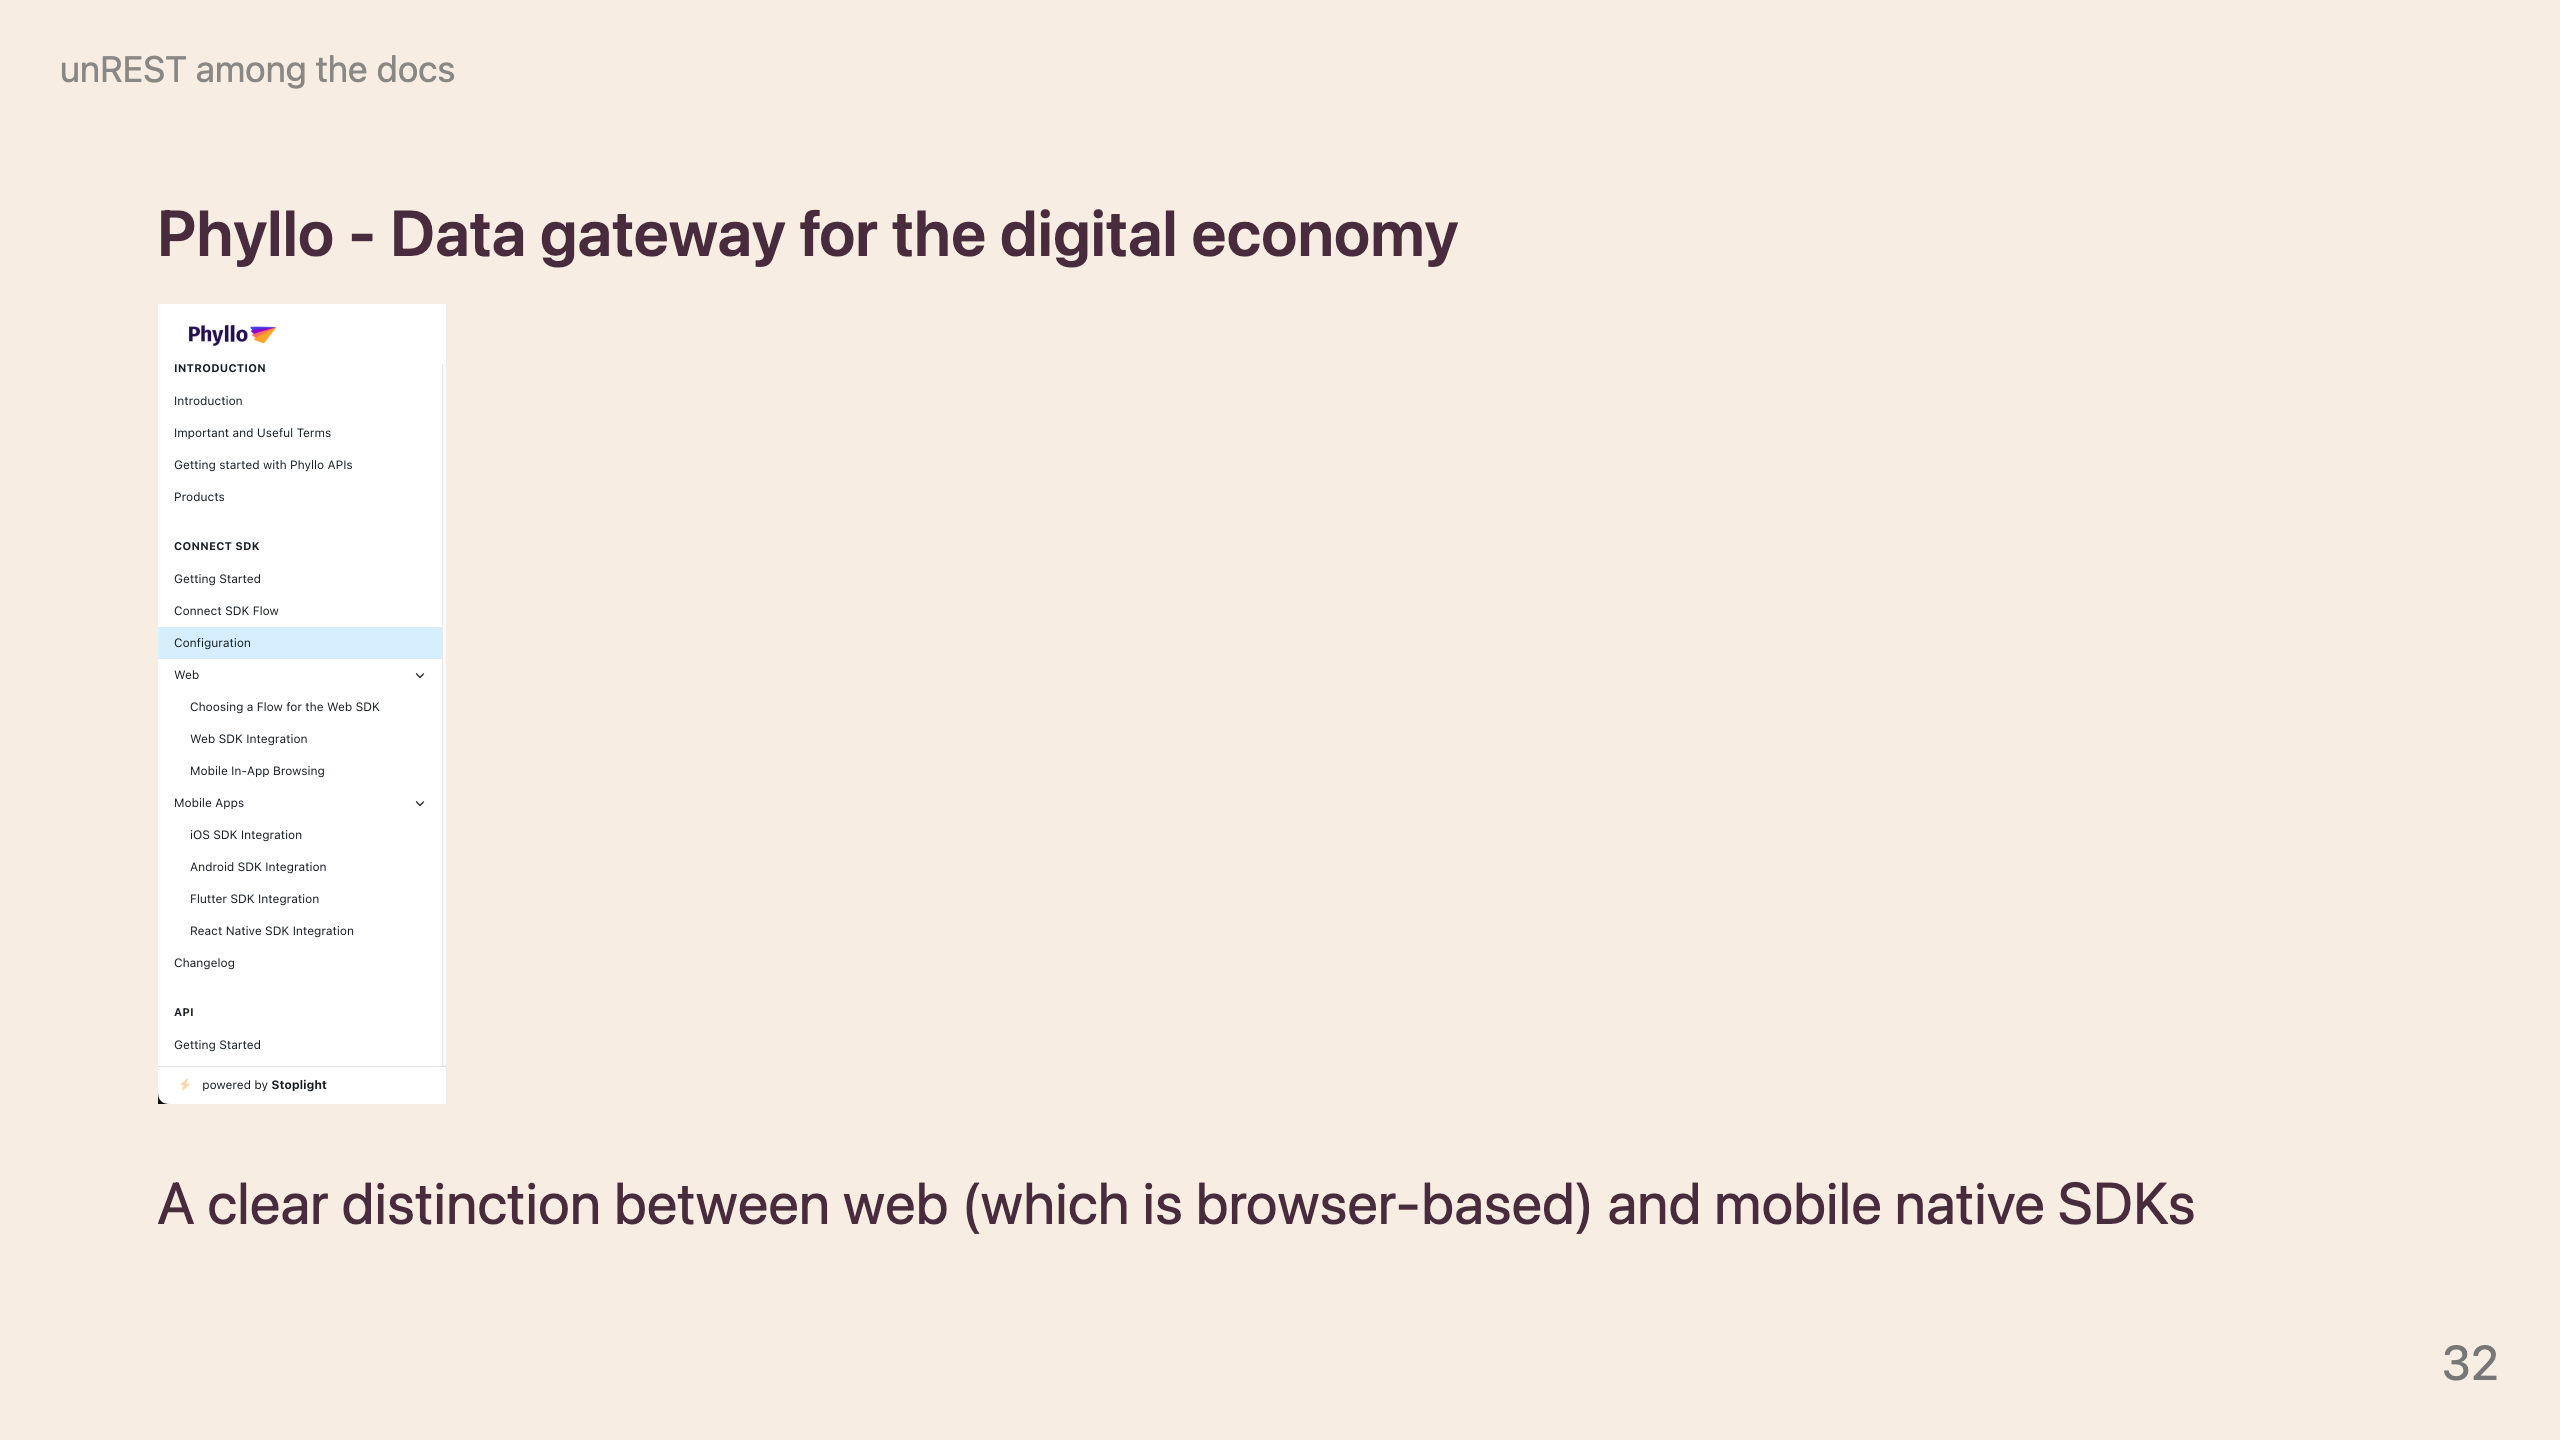 unREST among the docs
Phyllo - Data gateway for the digital economy
Phyllo
INTRODUCTION
Introduction
Important and Useful Terms
Getting started with Phyllo APIs
Products
CONNECT SDK
Getting Started
Connect SDK Flow
Configuration
Web
Choosing a Flow for the Web SDK
Web SDK Integration
Mobile In-App Browsing
Mobile Apps
iOS SDK Integration
Android SDK Integration
Flutter SDK Integration
React Native SDK Integration
Changelog
API
Getting Started
powered by Stoplight
A clear distinction between web (which is browser-based) and mobile native SDKs
32